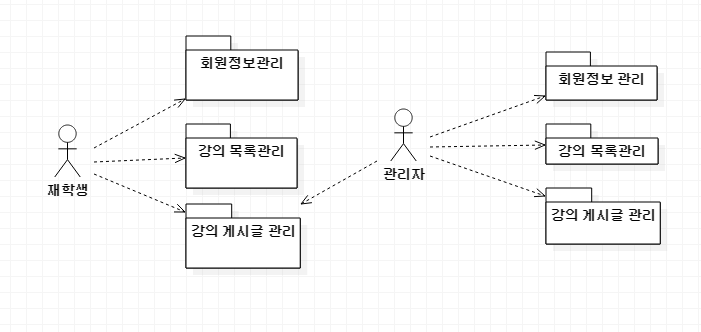 회원정보관리
강의 목록관리
강의 게시글 관리
재학생
관리자
회원정보 관리
강의 목록관리
강의 게시글 관리